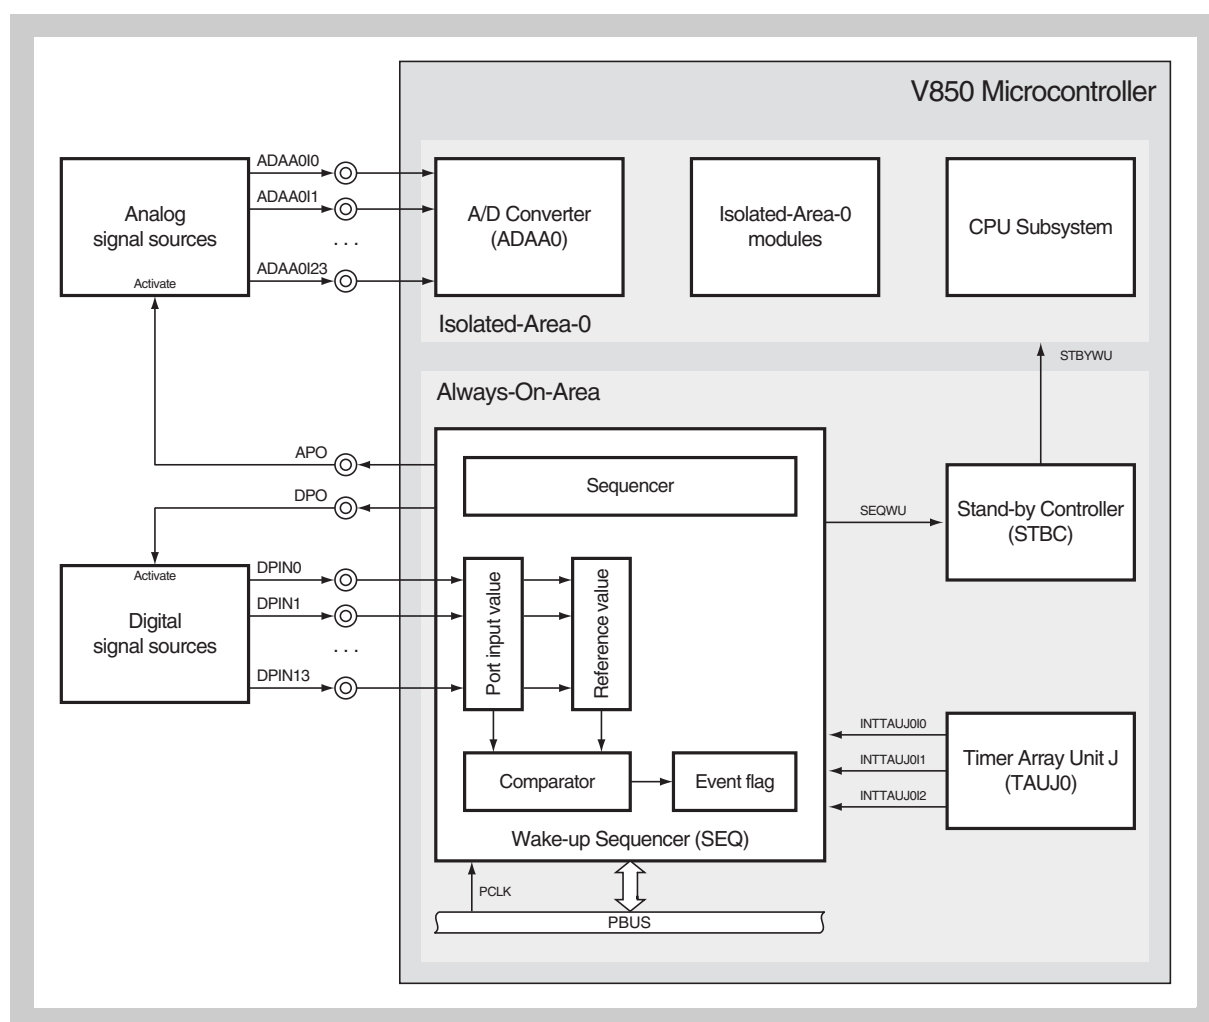 V850 Microcontroller
Analog
signal sources
Activate
ADAA0I0
ADAA0I1
. . .
ADAA0I23
A/D Converter
(ADAA0)
Isolated-Area-0
modules
CPU Subsystem
Isolated-Area-0
STBYWU
Always-On-Area
APO
DPO
Sequencer
SEQWU
Stand-by Controller
(STBC)
Activate
Digital
signal sources
DPIN0
DPIN1
. . .
DPIN13
Port input value
Reference value
Comparator
Event flag
Wake-up Sequencer (SEQ)
INTTAUJ0I0
INTTAUJ0I1
INTTAUJ0I2
Timer Array Unit J
(TAUJ0)
PCLK
PBUS